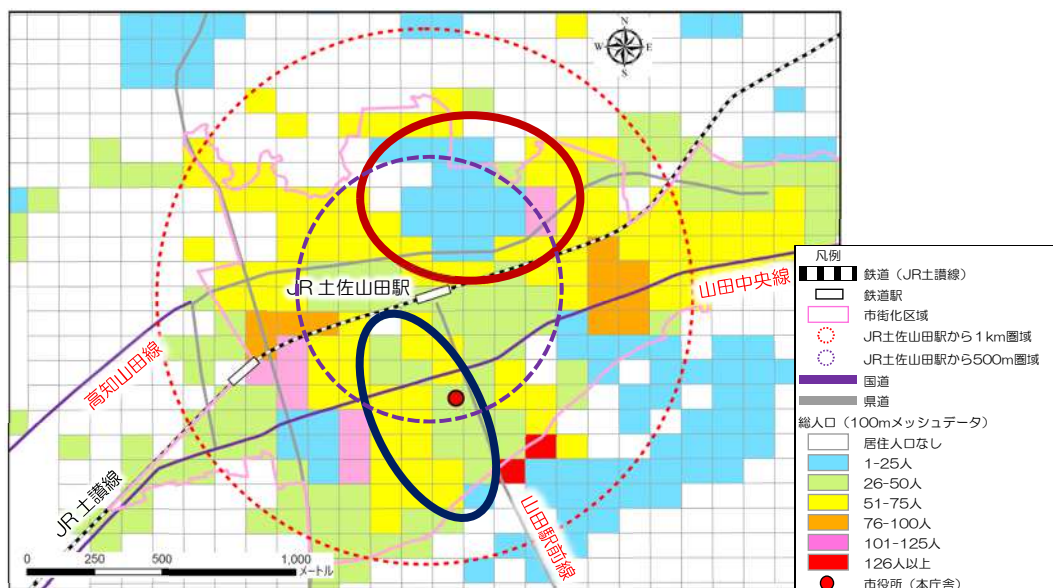 N
W E
S
JR 土佐山田駅
山田中央線
高知山田線
JR 土讃線
山田駅前線
0 250 500 1,000
メートル
凡例
鉄道（JR土讃線）
鉄道駅
市街化区域
JR土佐山田駅から１km圏域
JR土佐山田駅から500m圏域
国道
県道
総人口（100mメッシュデータ）
居住人口なし
1-25人
26-50人
51-75人
76-100人
101-125人
126人以上
市役所（本庁舎）